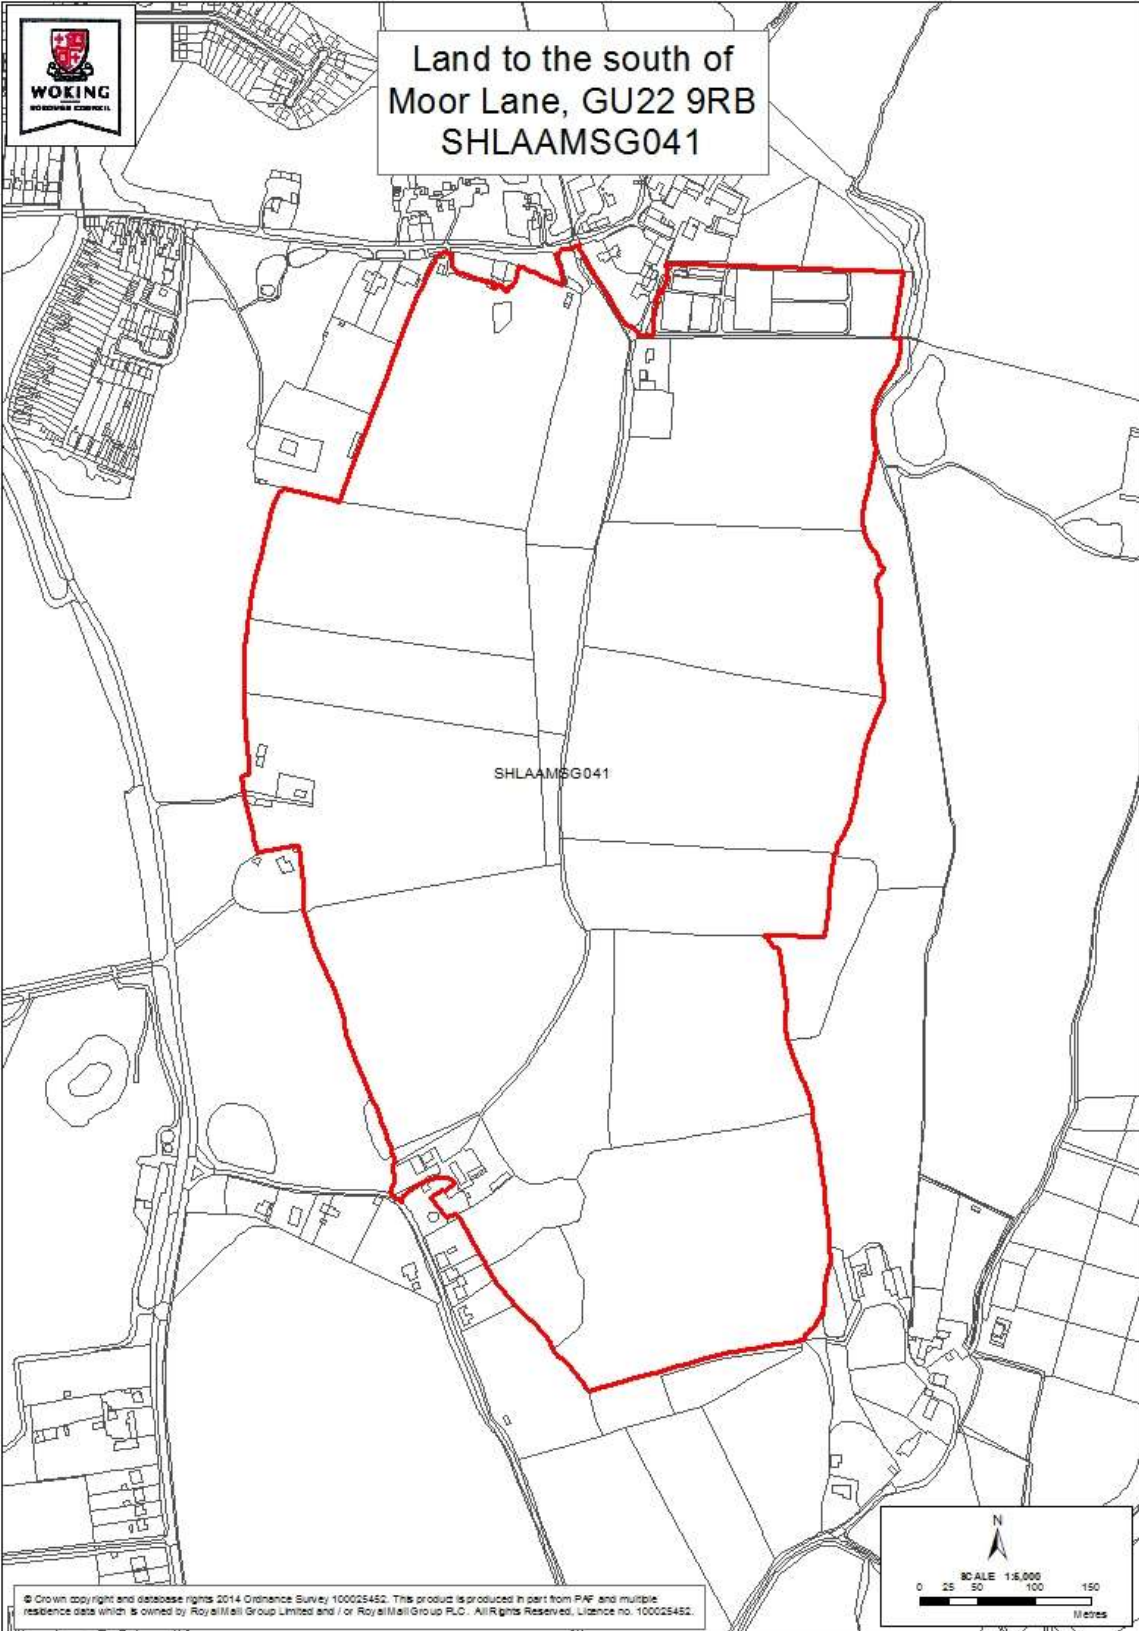 WOKING
BOROUGH COUNCIL
Land to the south of
Moor Lane, GU22 9RB
SHLAAMSG041
SHLAAMSG041
N
SCALE 1:5,000
0 25 50 100 150
Metres
© Crown copyright and database rights 2014 Ordnance Survey 100025452. This product is produced in part from PAF and multiple
residence data which is owned by Royal Mail Group Limited and / or Royal Mail Group PLC. All Rights Reserved, Licence no. 100025452.